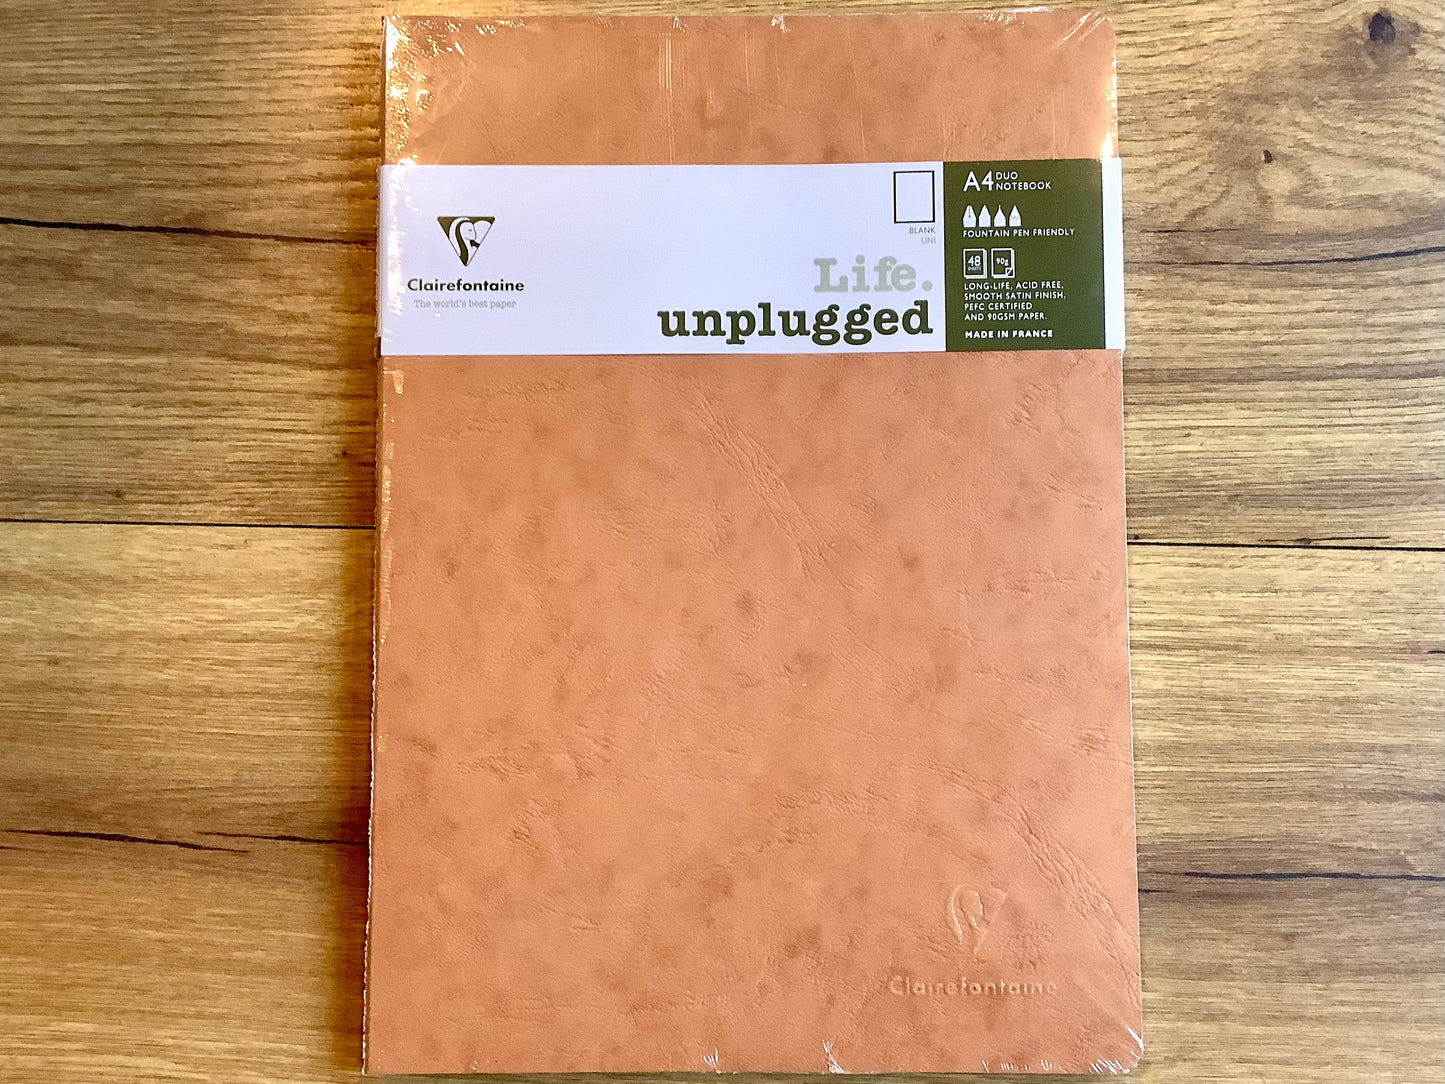 Clairefontaine
The world's best paper
BLANK
UNI
Life.
unplugged
A4 DUO
NOTEBOOK
FOUNTAIN PEN FRIENDLY
48
SHEETS
90g
LONG-LIFE, ACID FREE,
SMOOTH SATIN FINISH,
PEFC CERTIFIED
AND 90GSM PAPER.
MADE IN FRANCE
Clairefontaine